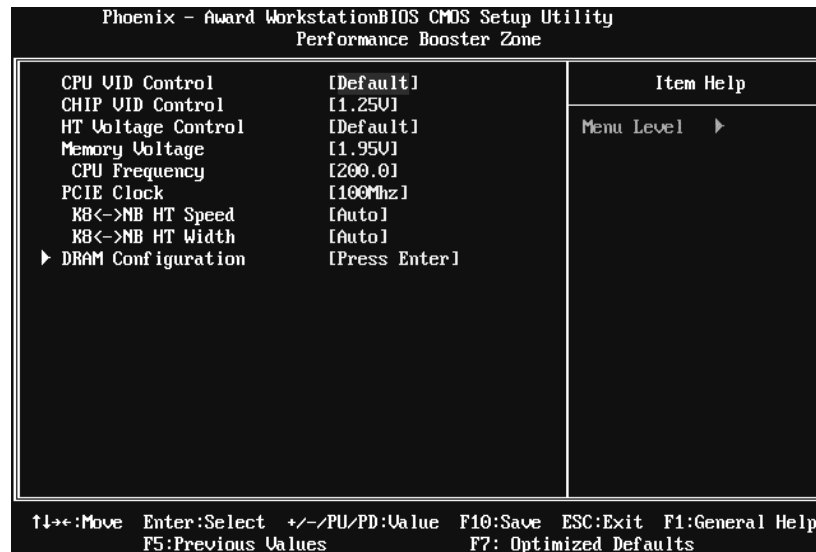 Phoenix - Award WorkstationBIOS CMOS Setup Utility
Performance Booster Zone
CPU VID Control [Default]
CHIP VID Control [1.25V]
HT Voltage Control [Default]
Memory Voltage [1.95V]
CPU Frequency [200.0]
PCIE Clock [100Mhz]
K8<->NB HT Speed [Auto]
K8<->NB HT Width [Auto]
▶ DRAM Configuration [Press Enter]
Item Help
Menu Level ▶
↑↓→←:Move Enter:Select +/-/PU/PD:Value F10:Save ESC:Exit F1:General Help
F5:Previous Values F7: Optimized Defaults